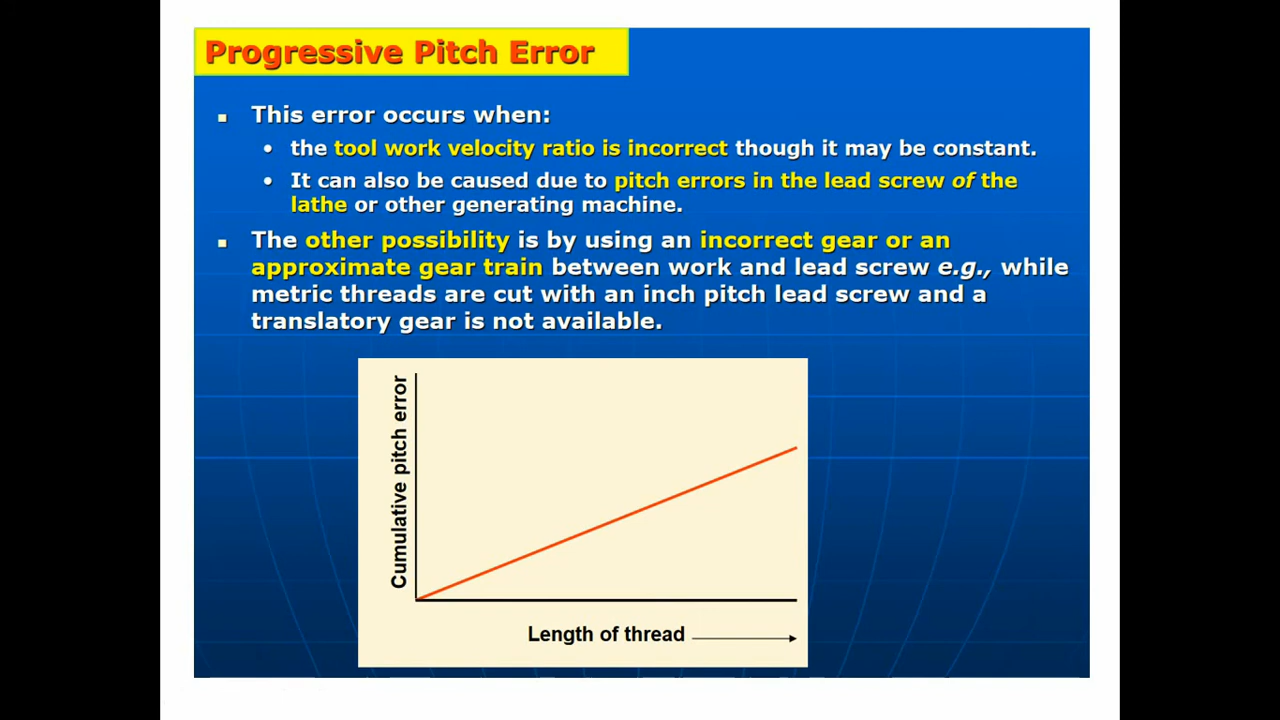 Progressive Pitch Error
This error occurs when:
the tool work velocity ratio is incorrect though it may be constant.
It can also be caused due to pitch errors in the lead screw of the
lathe or other generating machine.
The other possibility is by using an incorrect gear or an
approximate gear train between work and lead screw e.g., while
metric threads are cut with an inch pitch lead screw and a
translatory gear is not available.
Cumulative pitch error
Length of thread